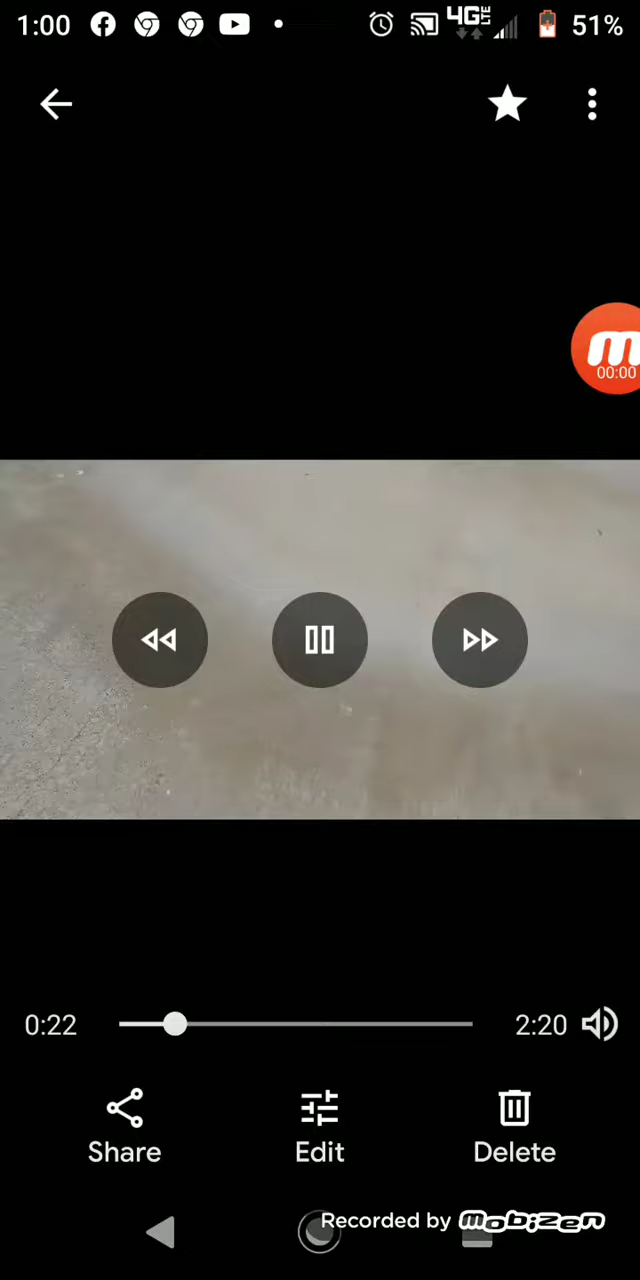 1:00 4G LTE 51%
m
00:00
0:22 2:20
Share Edit Delete
Recorded by mobizen